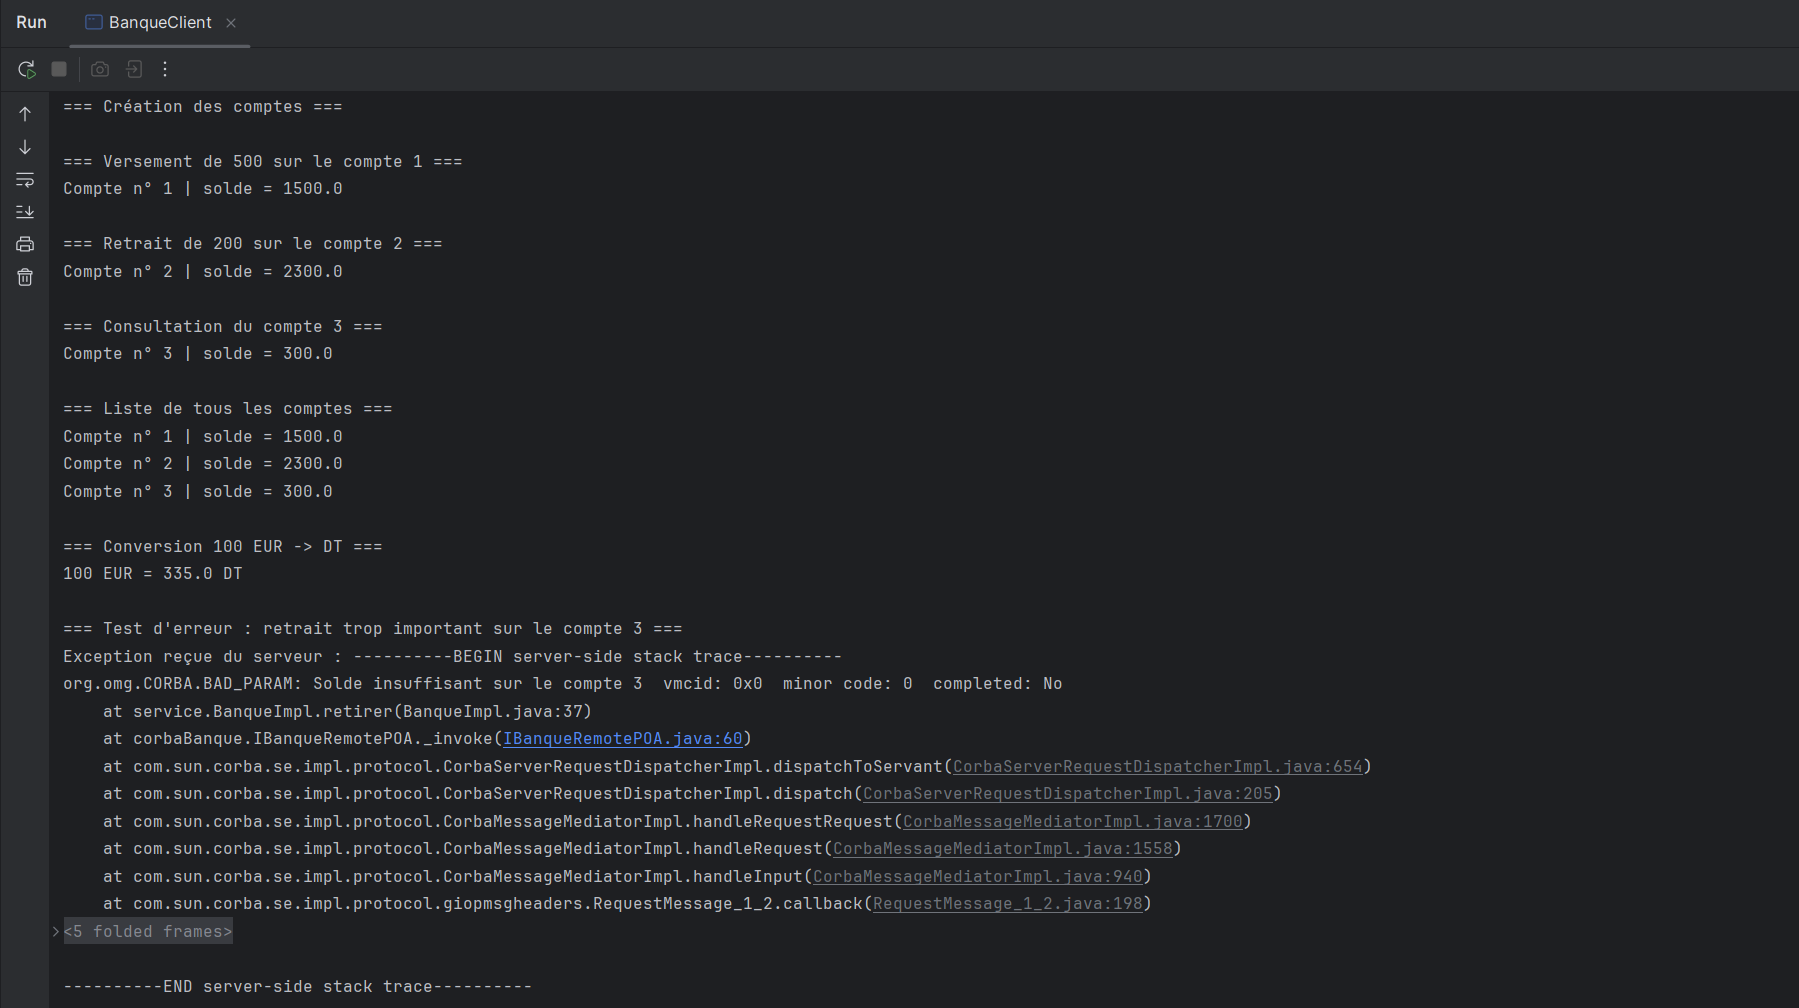 Run BanqueClient
=== Création des comptes ===
=== Versement de 500 sur le compte 1 ===
Compte n° 1 | solde = 1500.0
=== Retrait de 200 sur le compte 2 ===
Compte n° 2 | solde = 2300.0
=== Consultation du compte 3 ===
Compte n° 3 | solde = 300.0
=== Liste de tous les comptes ===
Compte n° 1 | solde = 1500.0
Compte n° 2 | solde = 2300.0
Compte n° 3 | solde = 300.0
=== Conversion 100 EUR -> DT ===
100 EUR = 335.0 DT
=== Test d'erreur : retrait trop important sur le compte 3 ===
Exception reçue du serveur : ----------BEGIN server-side stack trace----------
org.omg.CORBA.BAD_PARAM: Solde insuffisant sur le compte 3  vmcid: 0x0  minor code: 0  completed: No
    at service.BanqueImpl.retirer(BanqueImpl.java:37)
    at corbaBanque.IBanqueRemotePOA._invoke(IBanqueRemotePOA.java:60)
    at com.sun.corba.se.impl.protocol.CorbaServerRequestDispatcherImpl.dispatchToServant(CorbaServerRequestDispatcherImpl.java:654)
    at com.sun.corba.se.impl.protocol.CorbaServerRequestDispatcherImpl.dispatch(CorbaServerRequestDispatcherImpl.java:205)
    at com.sun.corba.se.impl.protocol.CorbaMessageMediatorImpl.handleRequestRequest(CorbaMessageMediatorImpl.java:1700)
    at com.sun.corba.se.impl.protocol.CorbaMessageMediatorImpl.handleRequest(CorbaMessageMediatorImpl.java:1558)
    at com.sun.corba.se.impl.protocol.CorbaMessageMediatorImpl.handleInput(CorbaMessageMediatorImpl.java:940)
    at com.sun.corba.se.impl.protocol.giopmsgheaders.RequestMessage_1_2.callback(RequestMessage_1_2.java:198)
<5 folded frames>
----------END server-side stack trace----------